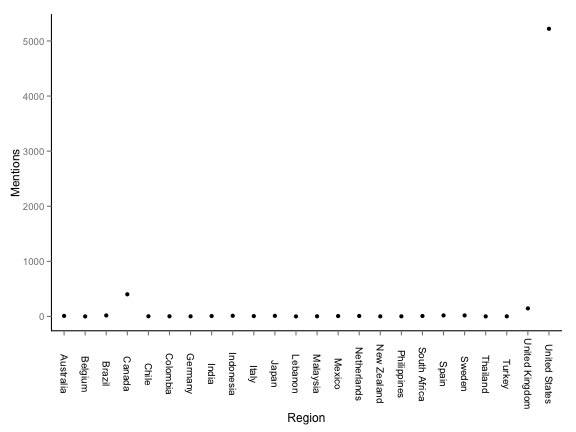 5000
4000
3000
2000
1000
0
Mentions
Australia
Belgium
Brazil
Canada
Chile
Colombia
Germany
India
Indonesia
Italy
Japan
Lebanon
Malaysia
Mexico
Netherlands
New Zealand
Philippines
South Africa
Spain
Sweden
Thailand
Turkey
United Kingdom
United States
Region